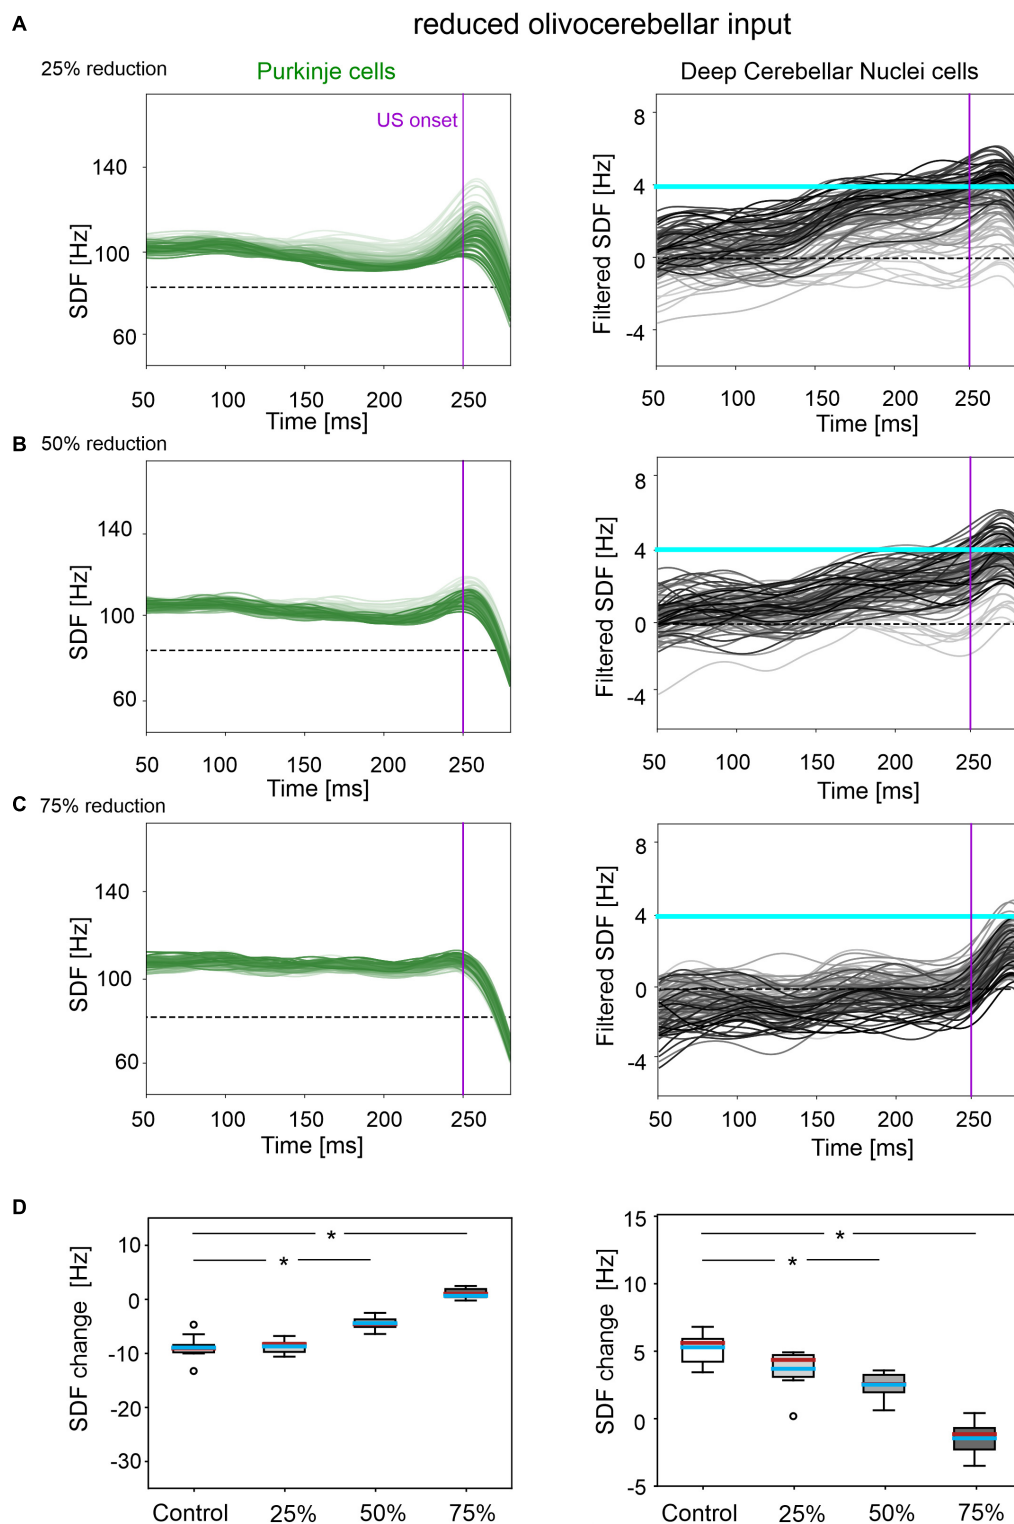 A
reduced olivocerebellar input
25% reduction
Purkinje cells
Deep Cerebellar Nuclei cells
US onset
SDF [Hz]
140
100
60
50 100 150 200 250
Time [ms]
Filtered SDF [Hz]
8
4
0
-4
50 100 150 200 250
Time [ms]
B 50% reduction
SDF [Hz]
140
100
60
50 100 150 200 250
Time [ms]
Filtered SDF [Hz]
8
4
0
-4
50 100 150 200 250
Time [ms]
C 75% reduction
SDF [Hz]
140
100
60
50 100 150 200 250
Time [ms]
Filtered SDF [Hz]
8
4
0
-4
50 100 150 200 250
Time [ms]
D
SDF change [Hz]
10
0
-10
-20
-30
*
*
Control 25% 50% 75%
SDF change [Hz]
15
10
5
0
-5
*
*
Control 25% 50% 75%